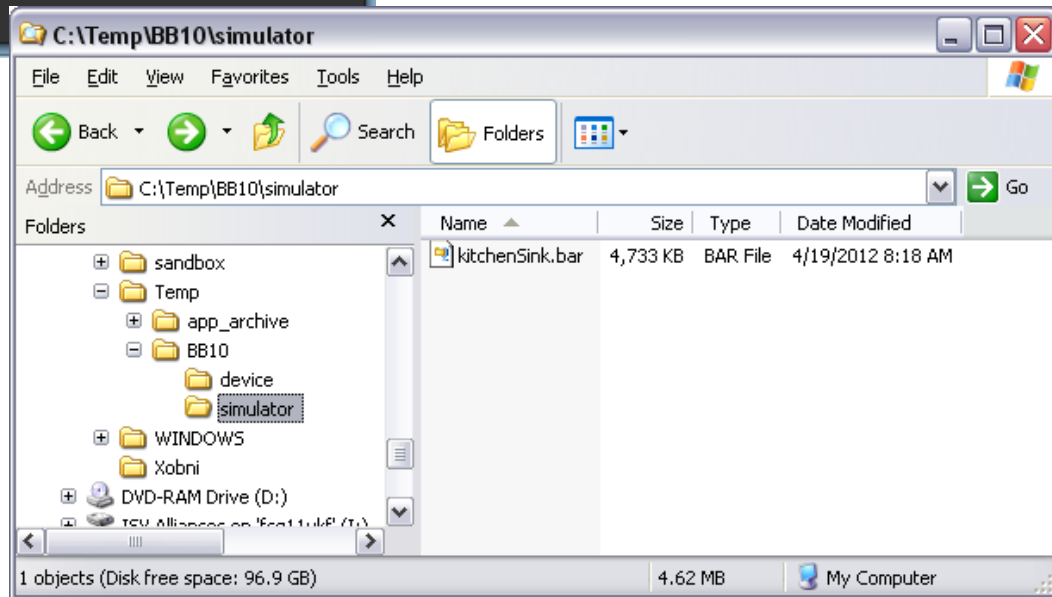 C:\Temp\BB10\simulator
File Edit View Favorites Tools Help
Back Search Folders
Address C:\Temp\BB10\simulator Go
Folders x Name Size Type Date Modified
kitchenSink.bar 4,733 KB BAR File 4/19/2012 8:18 AM
sandbox
Temp
app_archive
BB10
device
simulator
WINDOWS
Xobni
DVD-RAM Drive (D:)
ISV Alliances on
1 objects (Disk free space: 96.9 GB) 4.62 MB My Computer